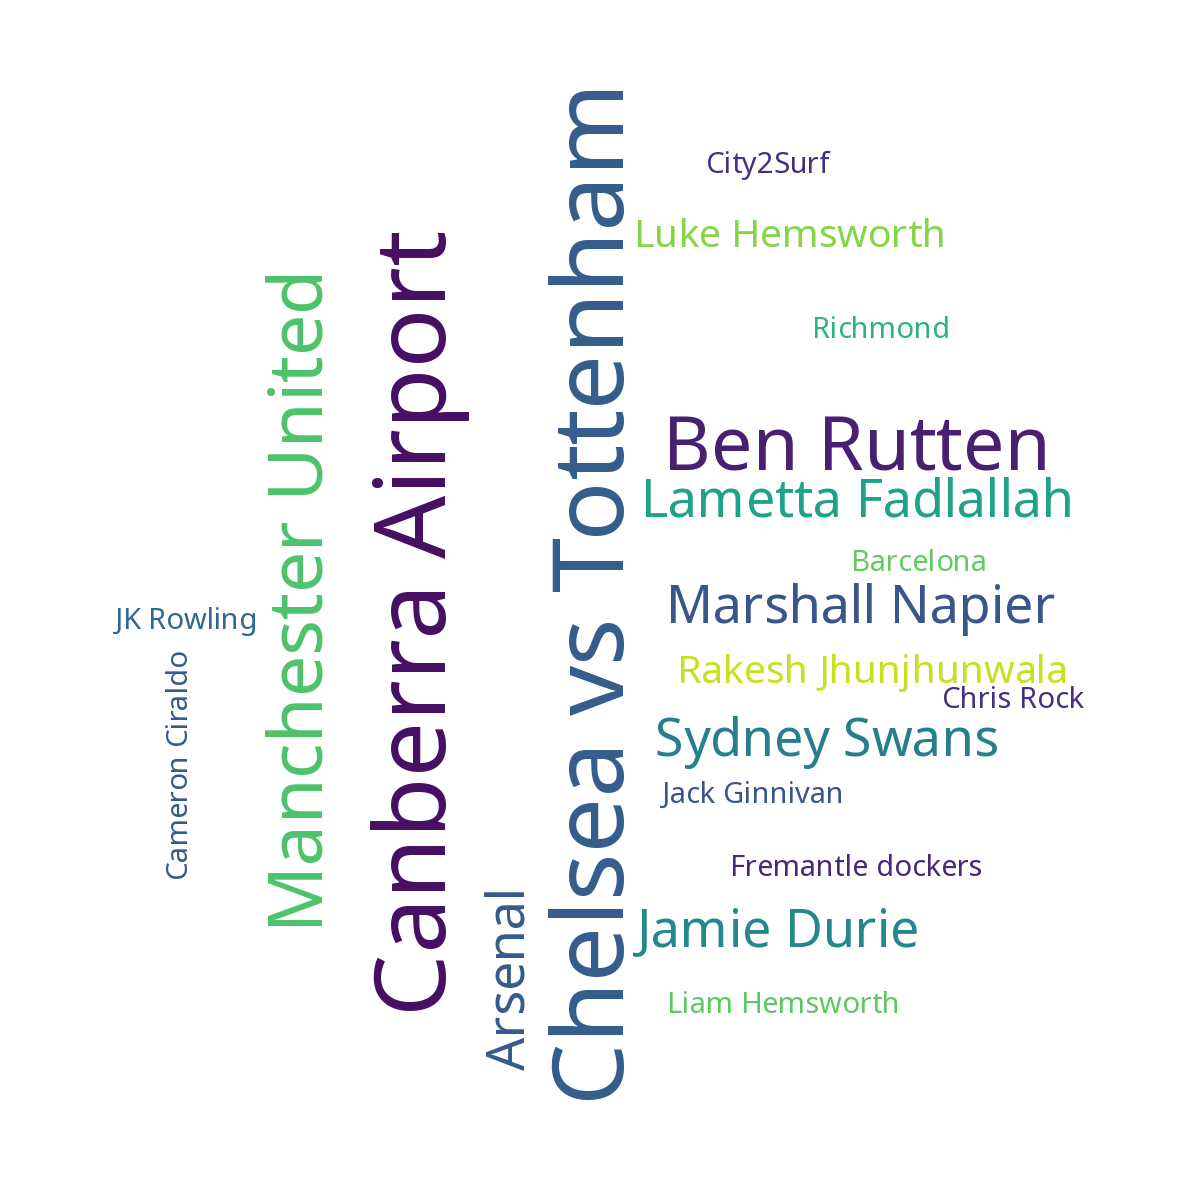 City2Surf
Luke Hemsworth
Richmond
Ben Rutten
Lametta Fadlallah
Barcelona
Marshall Napier
Rakesh Jhunjhunwala
Chris Rock
Sydney Swans
Jack Ginnivan
Fremantle dockers
Jamie Durie
Liam Hemsworth
Chelsea vs Tottenham
Arsenal
Canberra Airport
Manchester United
JK Rowling
Cameron Ciraldo